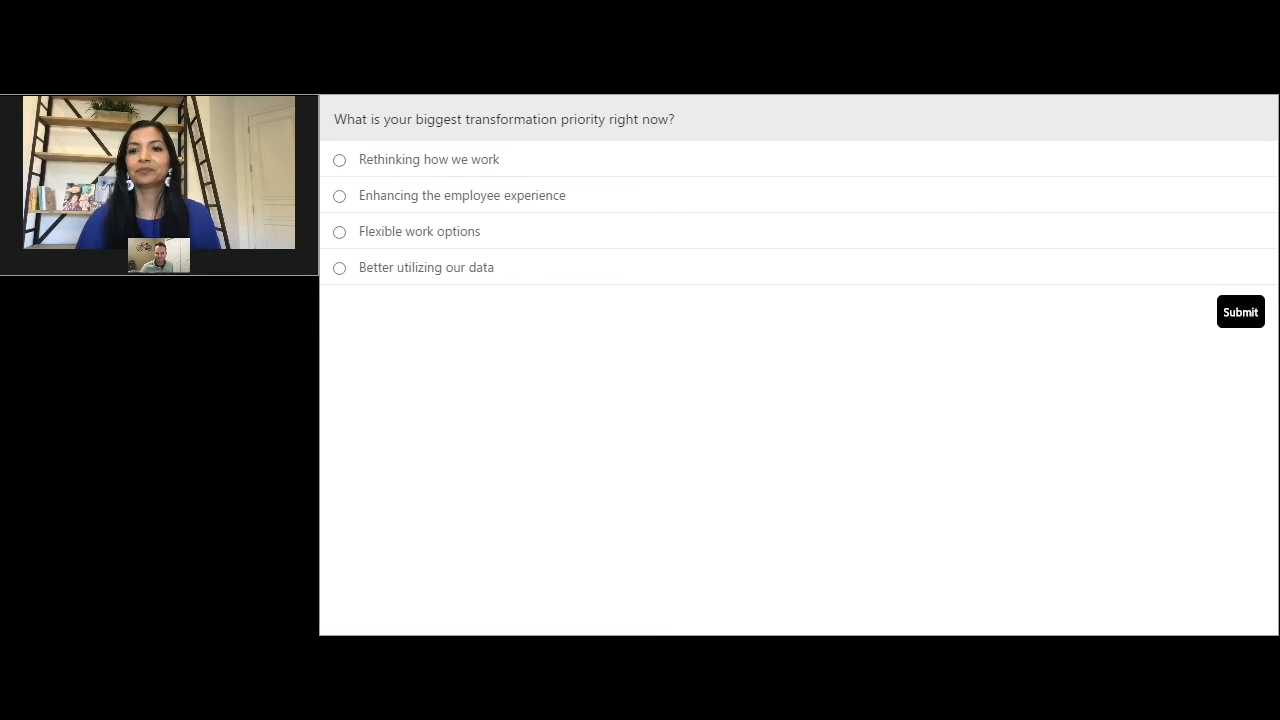 What is your biggest transformation priority right now?
Rethinking how we work
Enhancing the employee experience
Flexible work options
Better utilizing our data
Submit